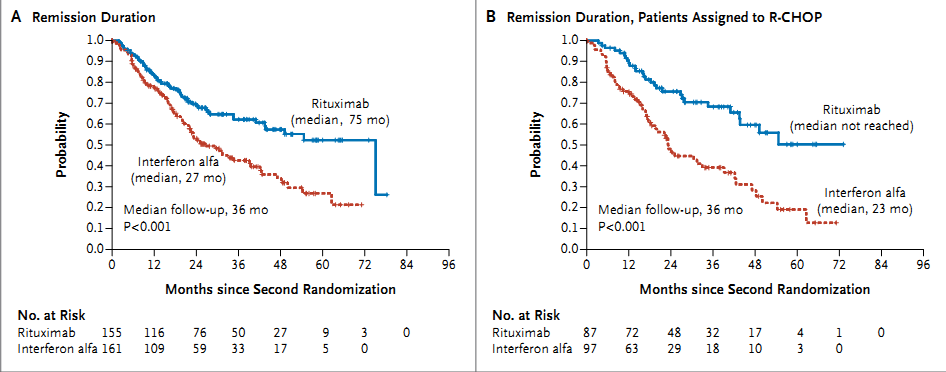 A Remission Duration
1.0
0.9
0.8
0.7
0.6
0.5
0.4
0.3
0.2
0.1
0.0
Probability
Rituximab
(median, 75 mo)
Interferon alfa
(median, 27 mo)
Median follow-up, 36 mo
P<0.001
0 12 24 36 48 60 72 84 96
Months since Second Randomization
No. at Risk
Rituximab 155 116 76 50 27 9 3 0
Interferon alfa 161 109 59 33 17 5 0
B Remission Duration, Patients Assigned to R-CHOP
1.0
0.9
0.8
0.7
0.6
0.5
0.4
0.3
0.2
0.1
0.0
Probability
Rituximab
(median not reached)
Interferon alfa
(median, 23 mo)
Median follow-up, 36 mo
P<0.001
0 12 24 36 48 60 72 84 96
Months since Second Randomization
No. at Risk
Rituximab 87 72 48 32 17 4 1 0
Interferon alfa 97 63 29 18 10 3 0